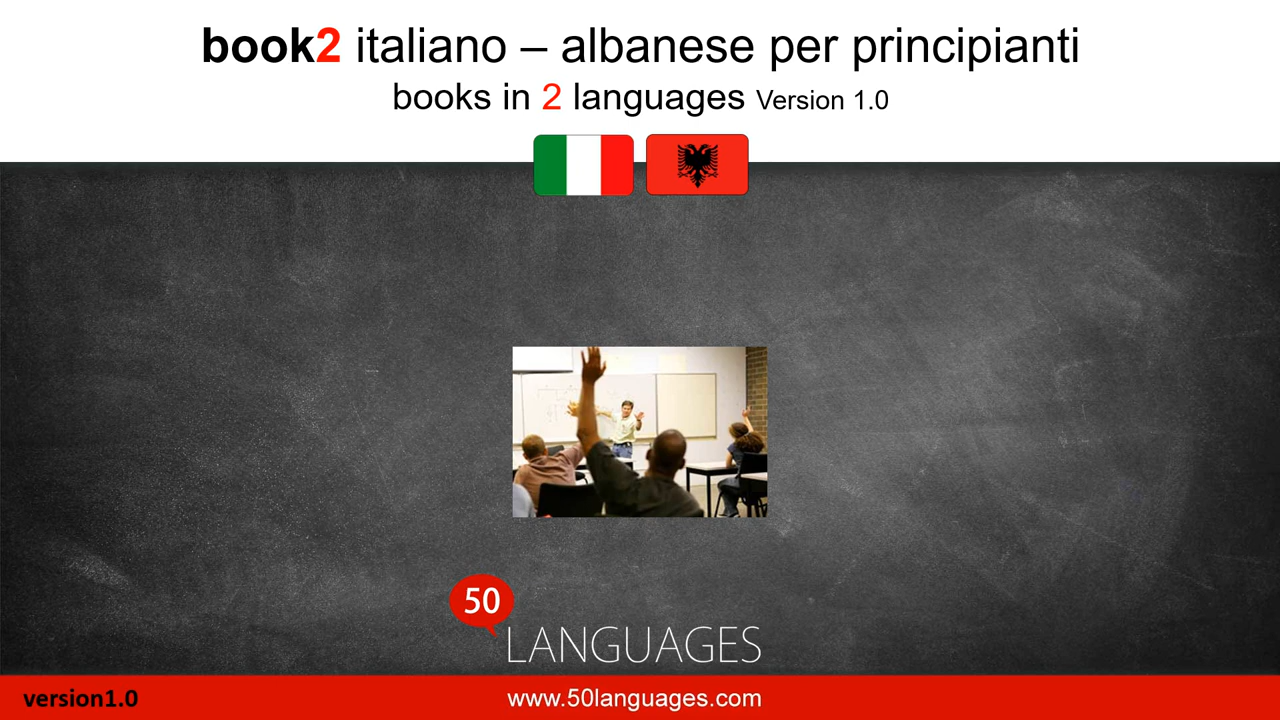 book2 italiano – albanese per principianti
books in 2 languages Version 1.0
50
LANGUAGES
version1.0
www.50languages.com